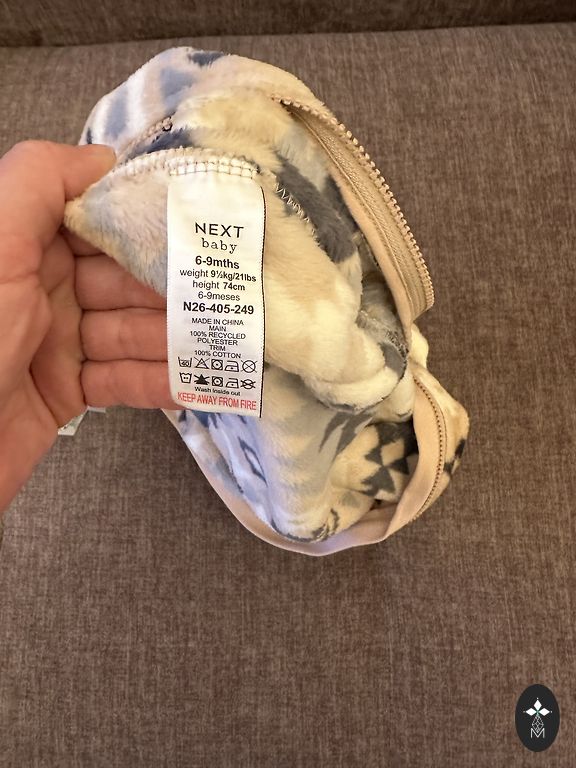 NEXT
baby
6-9mths
weight 9½kg/21lbs
height 74cm
6-9meses
N26-405-249
MADE IN CHINA
MAIN
100% RECYCLED
POLYESTER
TRIM
100% COTTON
40
Wash inside out
KEEP AWAY FROM FIRE
M